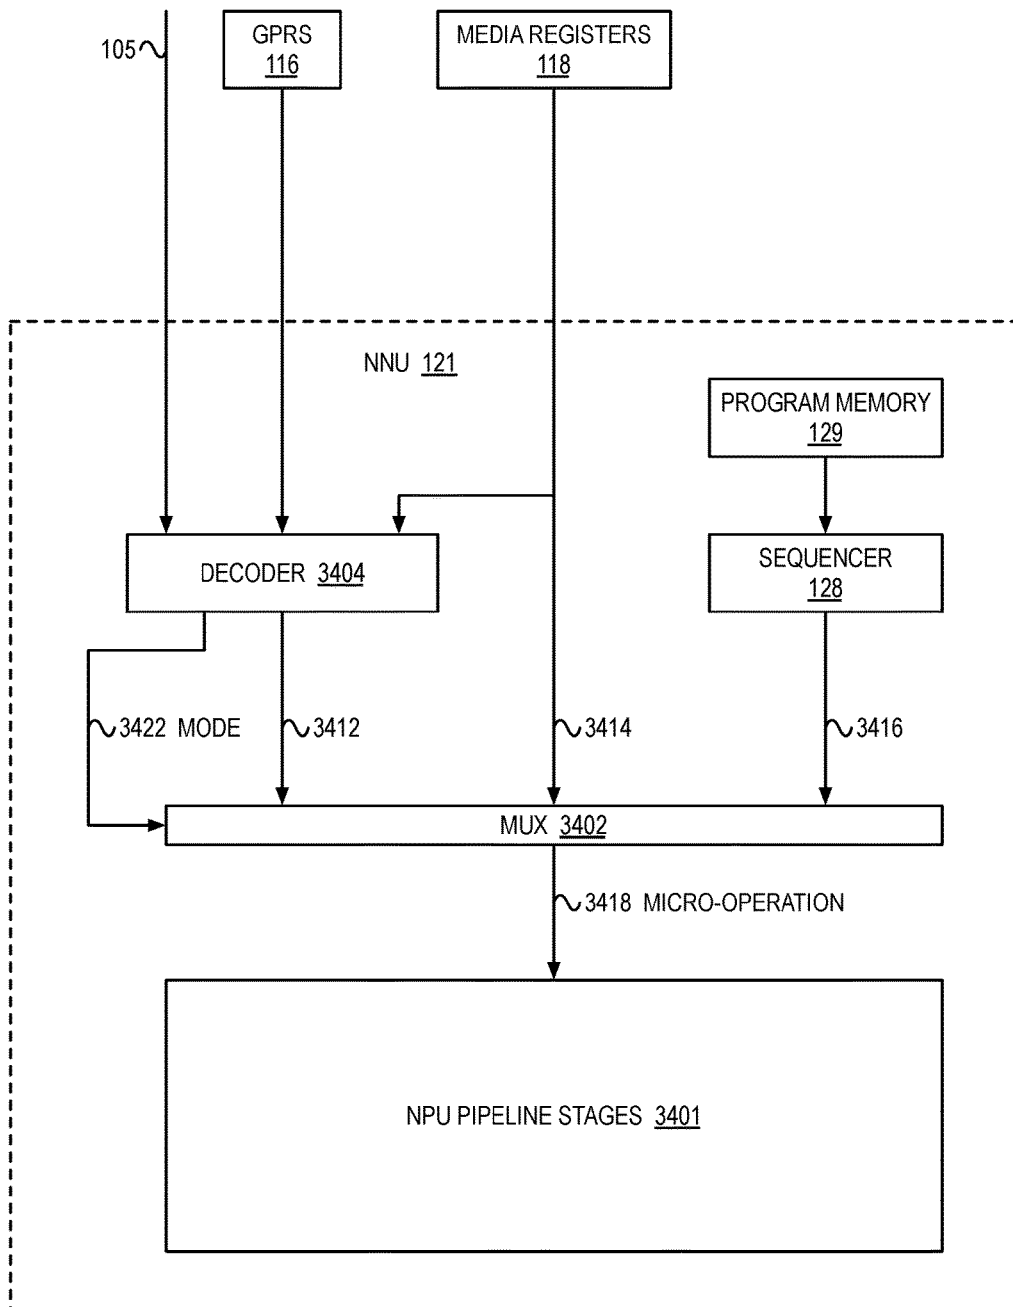 105
GPRS
116
MEDIA REGISTERS
118
NNU 121
PROGRAM MEMORY
129
DECODER 3404
SEQUENCER
128
3422 MODE
3412
3414
3416
MUX 3402
3418 MICRO-OPERATION
NPU PIPELINE STAGES 3401